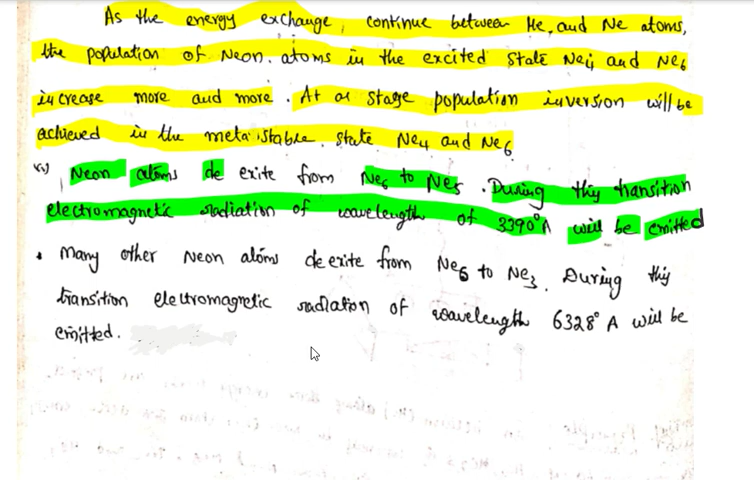 As the energy exchange, continue between He, and Ne atoms,
the population of Neon. atoms in the excited state Ne4 and Ne6
increase more and more. At a stage population inversion will be
achieved in the metastable. state Ne4 and Ne6
Neon atoms de exite from Ne6 to Ne5. During this transition
electromagnetic radiation of wavelength of 3390°A will be emitted
• Many other Neon atoms deexite from Ne6 to Ne3. During this
transition electromagnetic radiation of wavelength 6328°A will be
emitted.